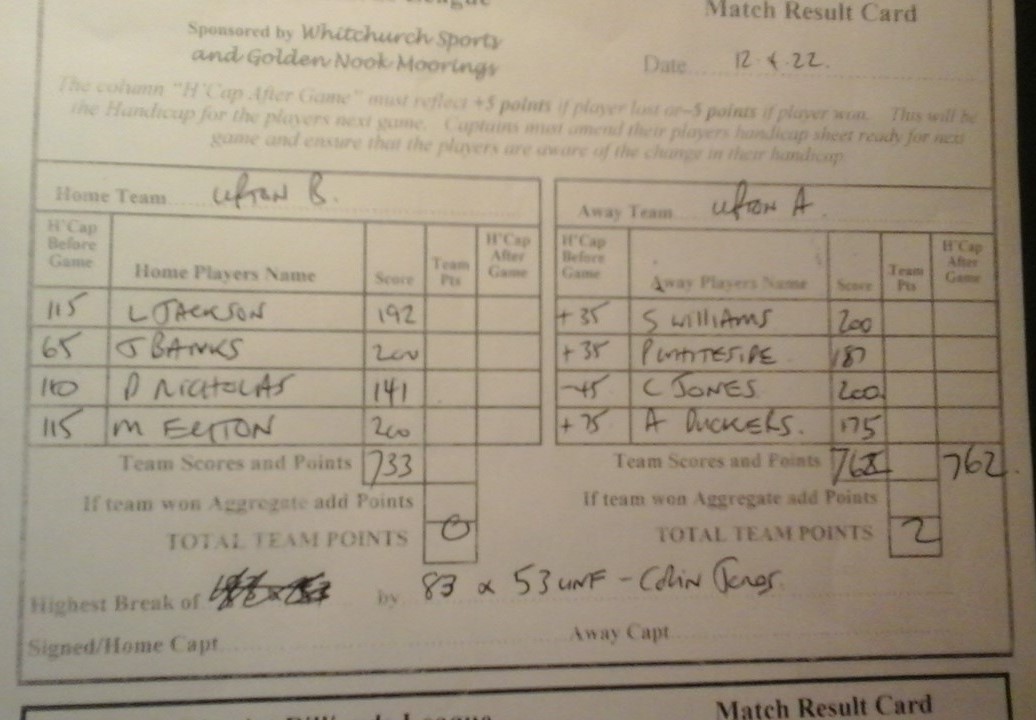 Match Result Card
Sponsored by Whitchurch Sports
and Golden Nook Moorings
Date 12.4.22.
The column "H'Cap After Game" must reflect +5 points if player lost or -5 points if player won. This will be
the Handicap for the players next game. Captains must amend their players handicap sheet ready for next
game and ensure that the players are aware of the change in their handicap
Home Team UFTON B. Away Team UFTON A.
H'Cap Before Game Home Players Name Score Team Pts H'Cap After Game H'Cap Before Game Away Players Name Score Team Pts H'Cap After Game
115 L JACKSON 192 +35 S WILLIAMS 200
65 J BANKS 200 +35 P WHITESIDE 187
110 D NICHOLAS 141 -45 C JONES 200
115 M 200 +75 A DUCKERS. 175
Team Scores and Points 733 Team Scores and Points 762 762.
If team won Aggregate add Points If team won Aggregate add Points
TOTAL TEAM POINTS 0 TOTAL TEAM POINTS 2
Highest Break of by 83 & 53 UNF - Colin Jones.
Signed/Home Capt Away Capt
League Match Result Card